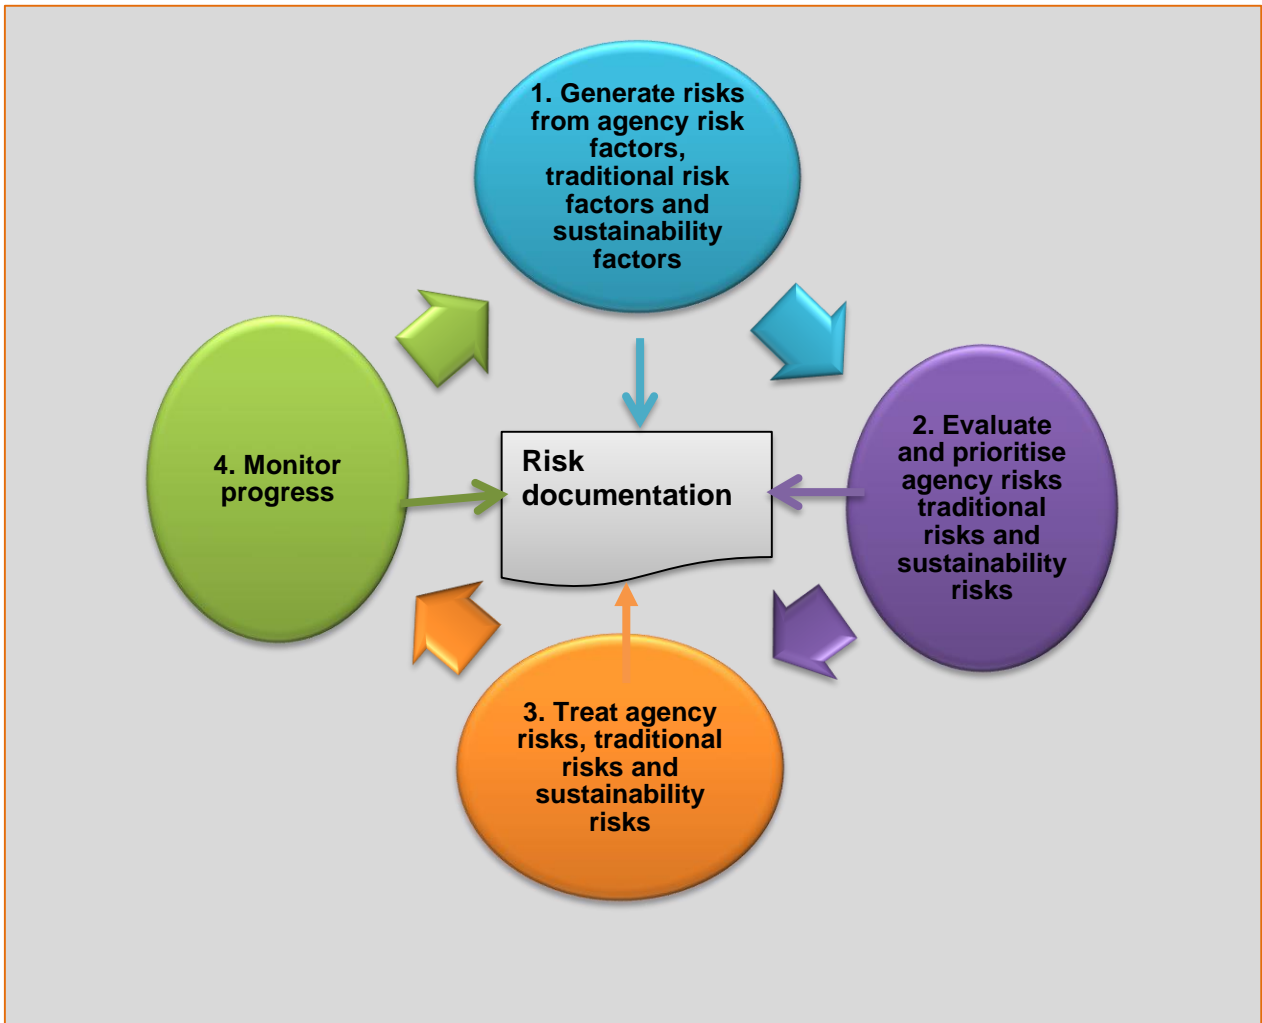 1. Generate risks
from agency risk
factors,
traditional risk
factors and
sustainability
factors
2. Evaluate
and prioritise
agency risks
traditional
risks and
sustainability
risks
3. Treat agency
risks, traditional
risks and
sustainability
risks
4. Monitor
progress
Risk
documentation